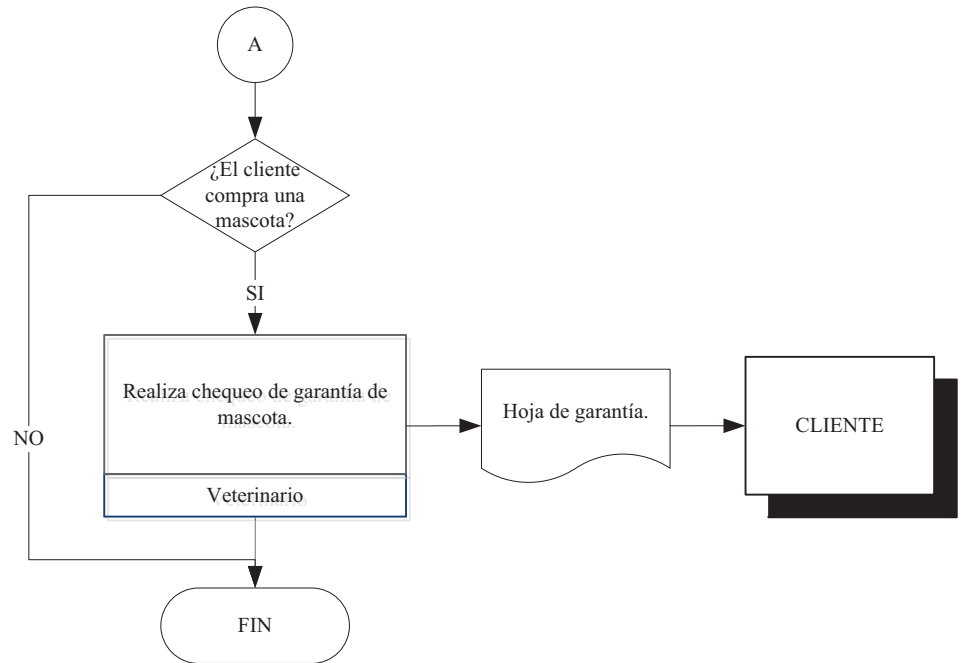 A
¿El cliente
compra una
mascota?
SI
Realiza chequeo de garantía de
mascota.
Hoja de garantía.
CLIENTE
NO
Veterinario
FIN